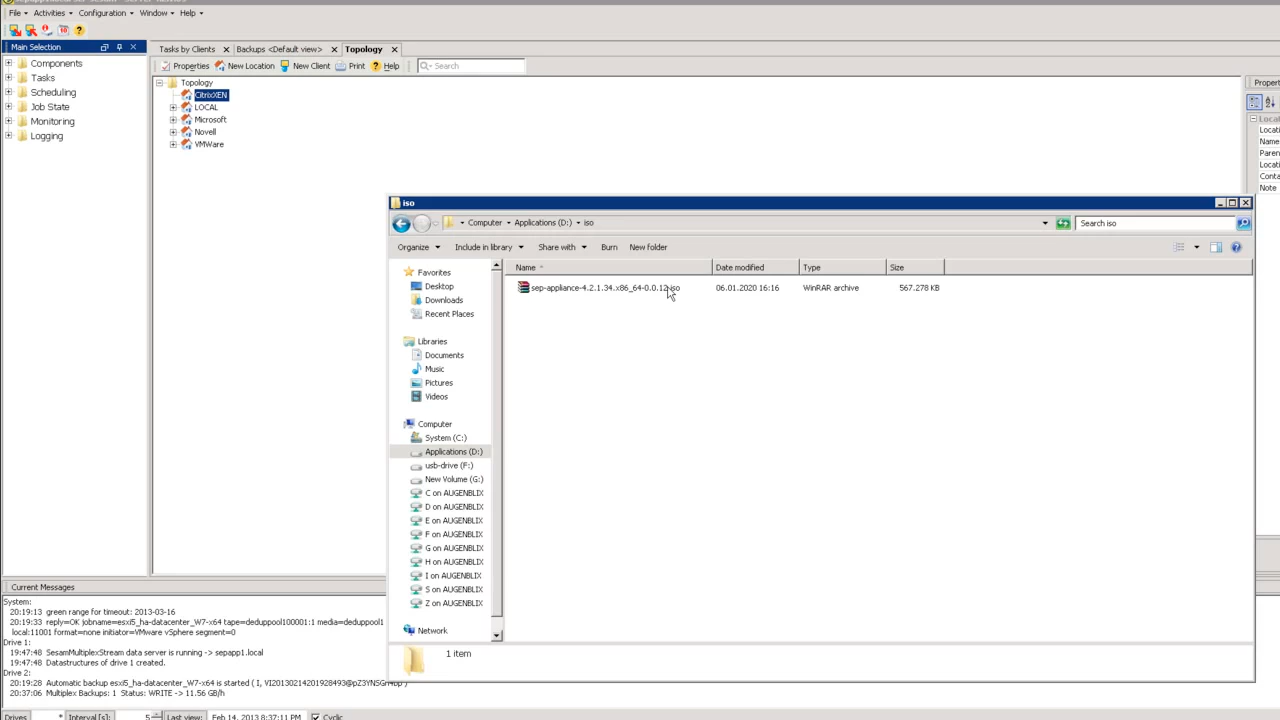 File Activities Configuration Window Help
Main Selection
Components
Tasks
Scheduling
Job State
Monitoring
Logging
Tasks by Clients Backups <Default view> Topology
Properties New Location New Client Print Help Search
Topology
CitrixXEN
LOCAL
Microsoft
Novell
VMWare
Propert
Loca
Locati
Name
Paren
Locati
Conta
Note
iso
Computer Applications (D:) iso
Search iso
Organize Include in library Share with Burn New folder
Favorites
Desktop
Downloads
Recent Places
Libraries
Documents
Music
Pictures
Videos
Computer
System (C:)
Applications (D:)
usb-drive (F:)
New Volume (G:)
C on AUGENBLIX
D on AUGENBLIX
E on AUGENBLIX
F on AUGENBLIX
G on AUGENBLIX
H on AUGENBLIX
I on AUGENBLIX
S on AUGENBLIX
Z on AUGENBLIX
Network
Name Date modified Type Size
sep-appliance-4.2.1.34.x86_64-0.0.12.iso 06.01.2020 16:16 WinRAR archive 567.278 KB
1 item
Current Messages
System:
20:19:13 green range for timeout: 2013-03-16
20:19:33 reply=OK jobname=esxi5_ha-datacenter_W7-x64 tape=deduppool100001:1 media=deduppool1
local:11001 format=none initiator=VMware vSphere segment=0
Drive 1:
19:47:48 SesamMultiplexStream data server is running -> sepapp1.local
19:47:48 Datastructures of drive 1 created.
Drive 2:
20:19:28 Automatic backup esxi5_ha-datacenter_W7-x64 is started ( I,
20:37:06 Multiplex Backups: 1 Status: WRITE -> 11.56 GB/h
Drives * Interval [s]: 5 Last view: Feb 14, 2013 8:37:11 PM Cyclic